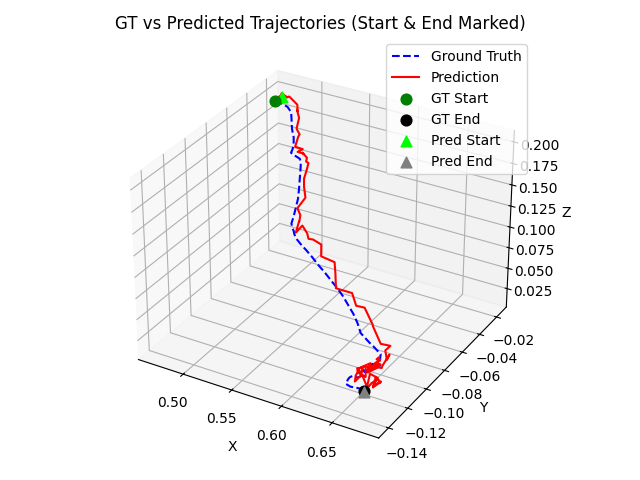 GT vs Predicted Trajectories (Start & End Marked)
Ground Truth
Prediction
GT Start
GT End
Pred Start
Pred End
0.200
0.175
0.150
0.125
0.100
0.075
0.050
0.025
Z
−0.02
−0.04
−0.06
−0.08
−0.10
−0.12
−0.14
Y
0.50
0.55
0.60
0.65
X